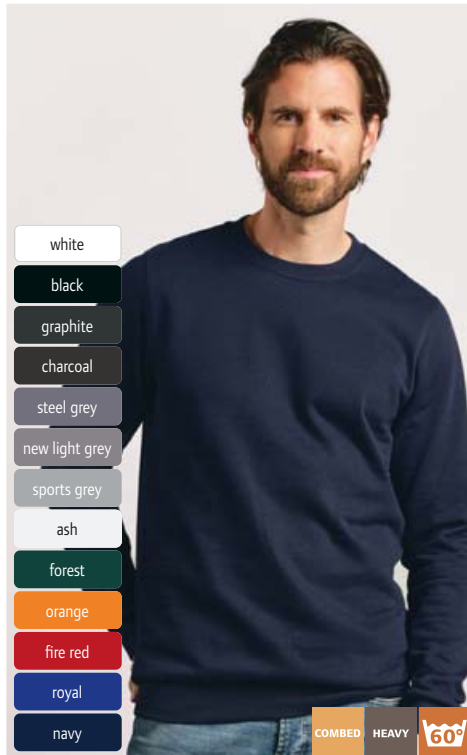 white
black
graphite
charcoal
steel grey
new light grey
sports grey
ash
forest
orange
fire red
royal
navy
COMBED HEAVY 60°